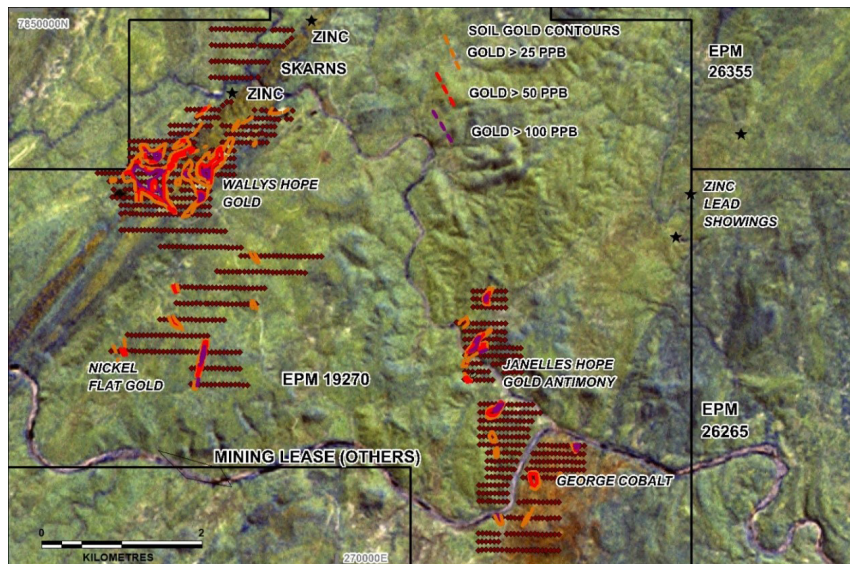 7850000N
ZINC
SKARNS
ZINC
SOIL GOLD CONTOURS
GOLD > 25 PPB
GOLD > 50 PPB
GOLD > 100 PPB
EPM
26355
WALLYS HOPE
GOLD
ZINC
LEAD
SHOWINGS
NICKEL
FLAT GOLD
EPM 19270
JANELLES HOPE
GOLD ANTIMONY
EPM
26265
MINING LEASE (OTHERS)
GEORGE COBALT
0
2
KILOMETRES
270000E